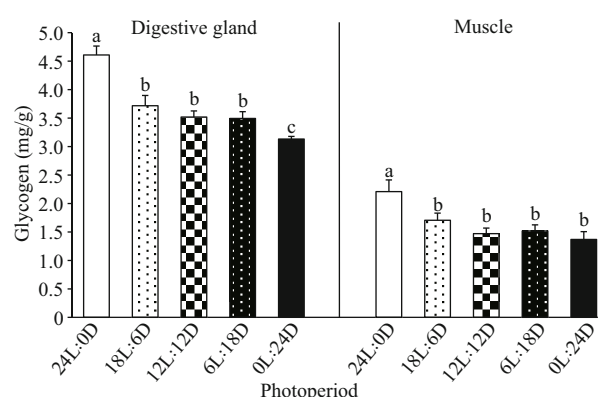 Digestive gland
Muscle
Glycogen (mg/g)
5.0
4.5
4.0
3.5
3.0
2.5
2.0
1.5
1.0
0.5
0
a
b
b
b
c
a
b
b
b
b
24L:0D
18L:6D
12L:12D
6L:18D
0L:24D
24L:0D
18L:6D
12L:12D
6L:18D
0L:24D
Photoperiod